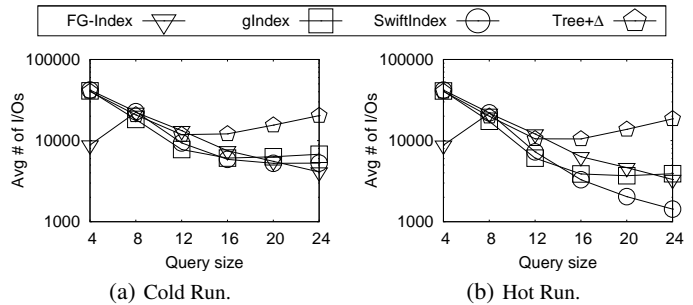 FG-Index gIndex SwiftIndex Tree+Δ
100000 100000
10000 10000
1000 1000
Avg # of I/Os Avg # of I/Os
4 8 12 16 20 24 4 8 12 16 20 24
Query size Query size
(a) Cold Run. (b) Hot Run.